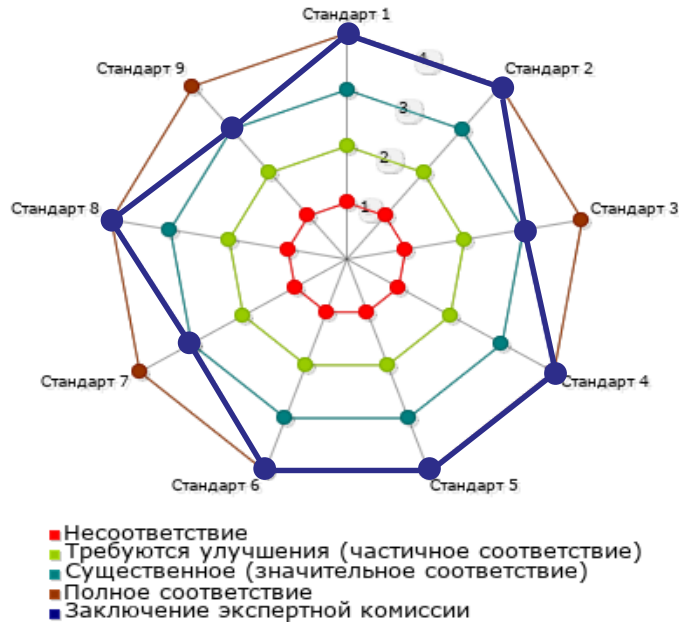 Стандарт 1
4
Стандарт 2
Стандарт 9
3
2
1
Стандарт 8
Стандарт 3
Стандарт 7
Стандарт 4
Стандарт 6
Стандарт 5
Несоответствие
Требуются улучшения (частичное соответствие)
Существенное (значительное соответствие)
Полное соответствие
Заключение экспертной комиссии